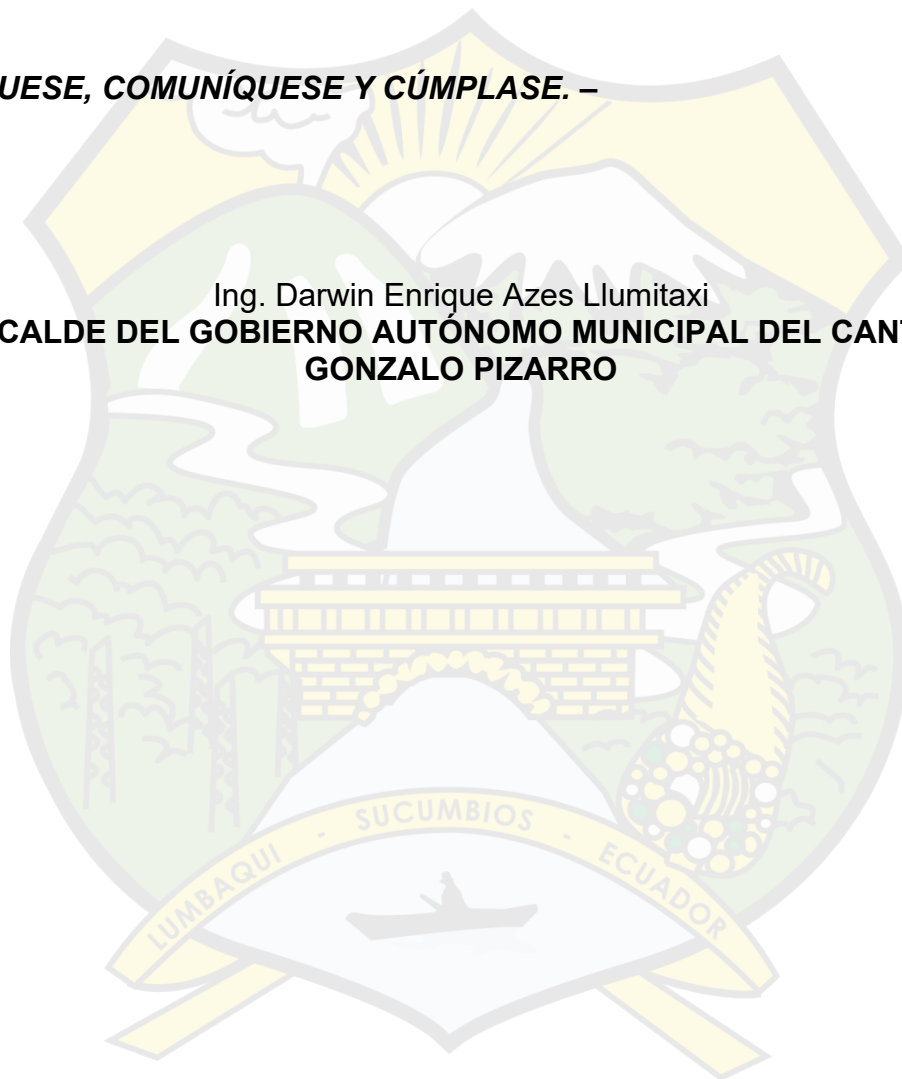 UESE, COMUNÍQUESE Y CÚMPLASE. –
Ing. Darwin Enrique Azes Llumitaxi
CALDE DEL GOBIERNO AUTÓNOMO MUNICIPAL DEL CANT
GONZALO PIZARRO
LUMBAQUI - SUCUMBIOS - ECUADOR